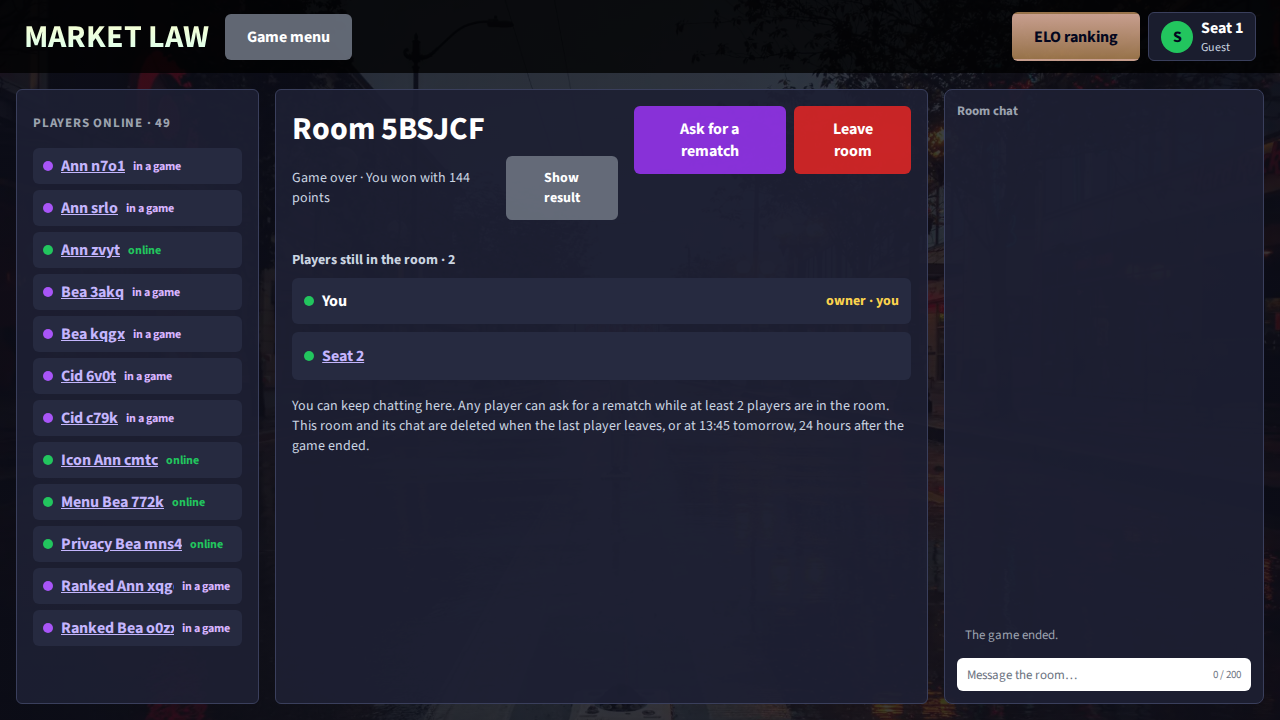 MARKET LAW
Game menu
ELO ranking
S
Seat 1
Guest
PLAYERS ONLINE · 49
Ann n7o1 in a game
Ann srlo in a game
Ann zvyt online
Bea 3akq in a game
Bea kqgx in a game
Cid 6v0t in a game
Cid c79k in a game
Icon Ann cmtc online
Menu Bea 772k online
Privacy Bea mns4 online
Ranked Ann xqg in a game
Ranked Bea in a game
Room 5BSJCF
Game over · You won with 144
points
Show
result
Ask for a
rematch
Leave
room
Players still in the room · 2
You owner · you
Seat 2
You can keep chatting here. Any player can ask for a rematch while at least 2 players are in the room.
This room and its chat are deleted when the last player leaves, or at 13:45 tomorrow, 24 hours after the
game ended.
Room chat
The game ended.
Message the room… 0 / 200